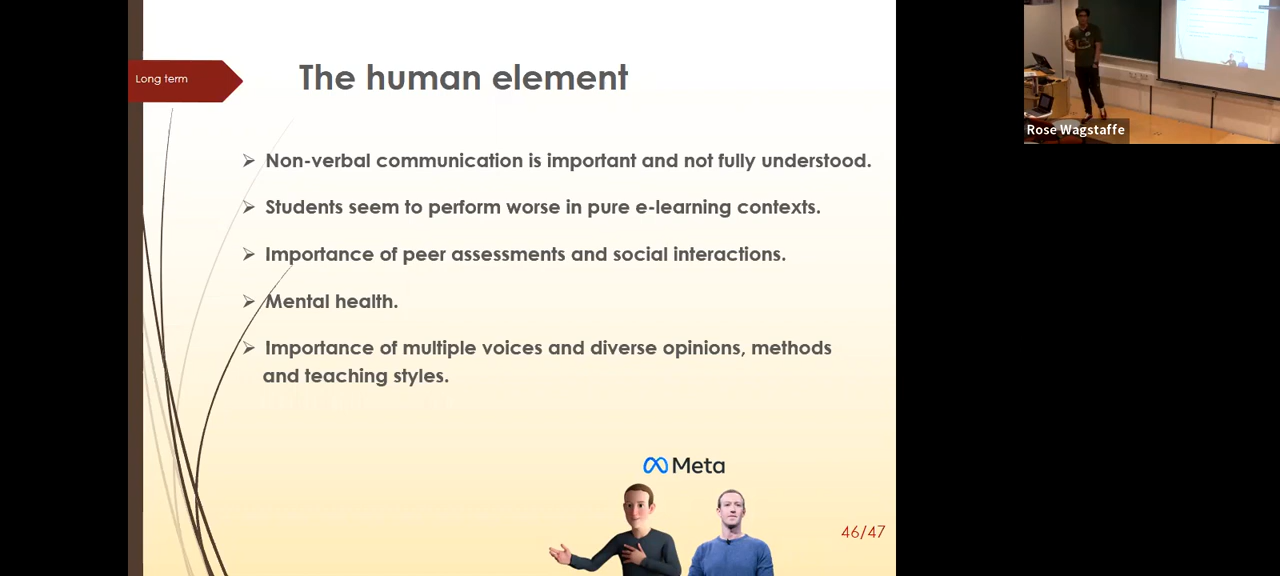 Long term
The human element
Non-verbal communication is important and not fully understood.
Students seem to perform worse in pure e-learning contexts.
Importance of peer assessments and social interactions.
Mental health.
Importance of multiple voices and diverse opinions, methods
and teaching styles.
Meta
46/47
Rose Wagstaffe